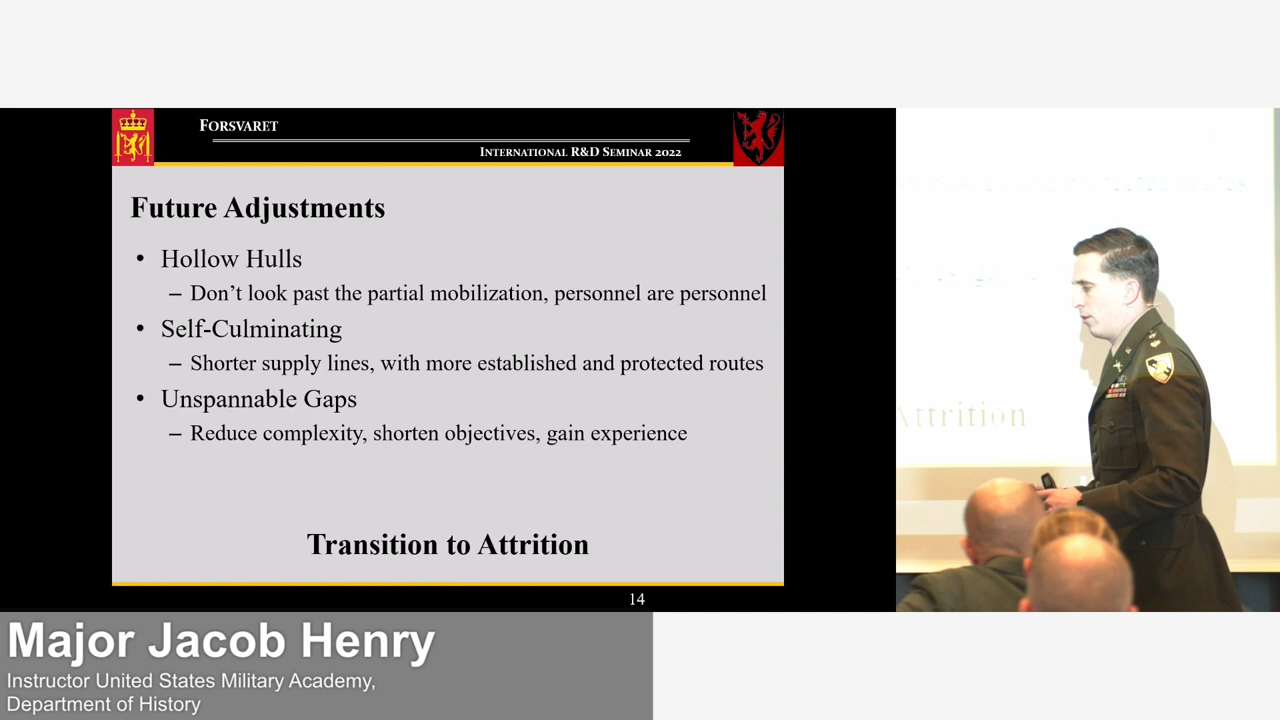 FORSVARET
INTERNATIONAL R&D SEMINAR 2022
Future Adjustments
• Hollow Hulls
– Don't look past the partial mobilization, personnel are personnel
• Self-Culminating
– Shorter supply lines, with more established and protected routes
• Unspannable Gaps
– Reduce complexity, shorten objectives, gain experience
Transition to Attrition
14
Attrition
Major Jacob Henry
Instructor United States Military Academy,
Department of History